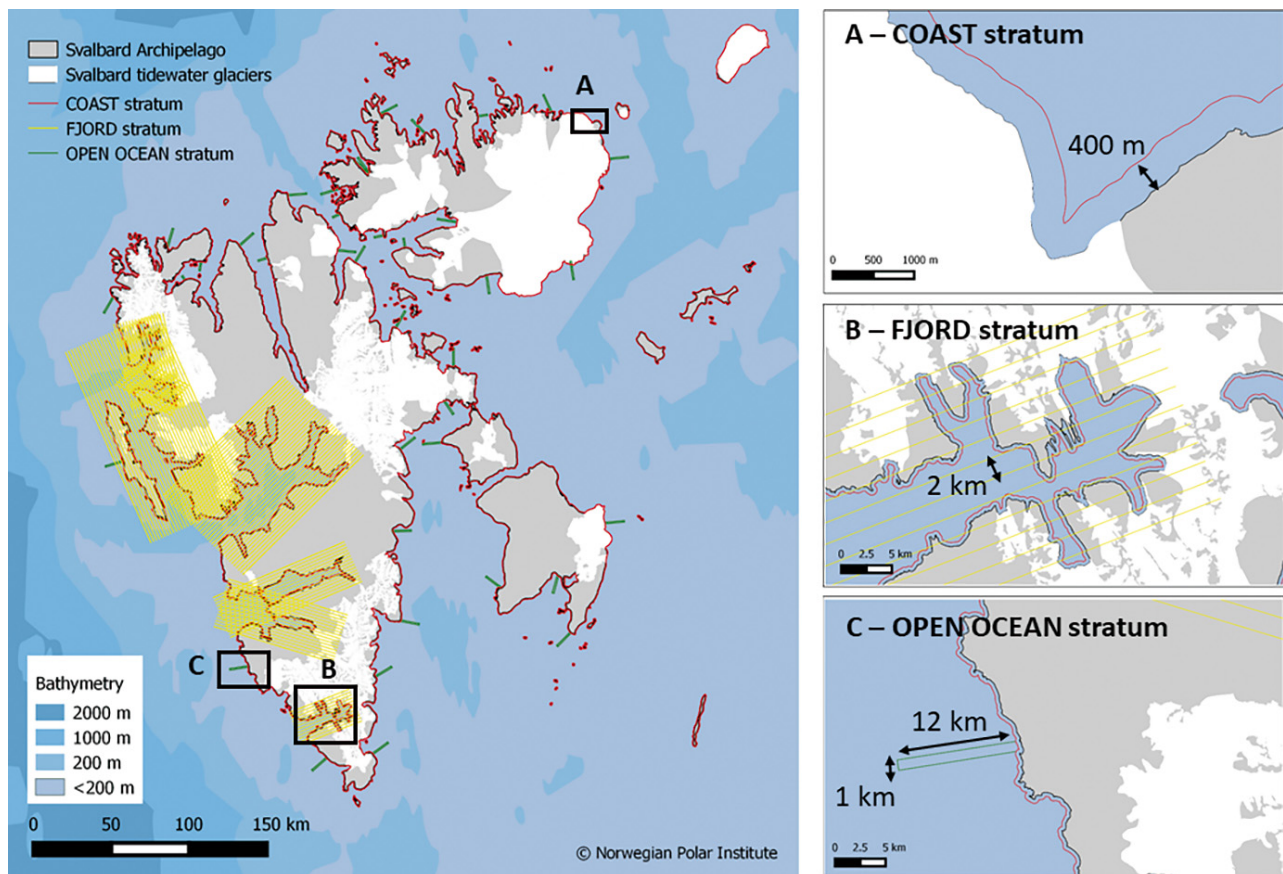 Svalbard Archipelago
Svalbard tidewater glaciers
COAST stratum
FJORD stratum
OPEN OCEAN stratum
A
C
B
Bathymetry
2000 m
1000 m
200 m
<200 m
0 50 100 150 km
© Norwegian Polar Institute
A – COAST stratum
400 m
0 500 1000 m
B – FJORD stratum
2 km
0 2.5 5 km
C – OPEN OCEAN stratum
12 km
1 km
0 2.5 5 km